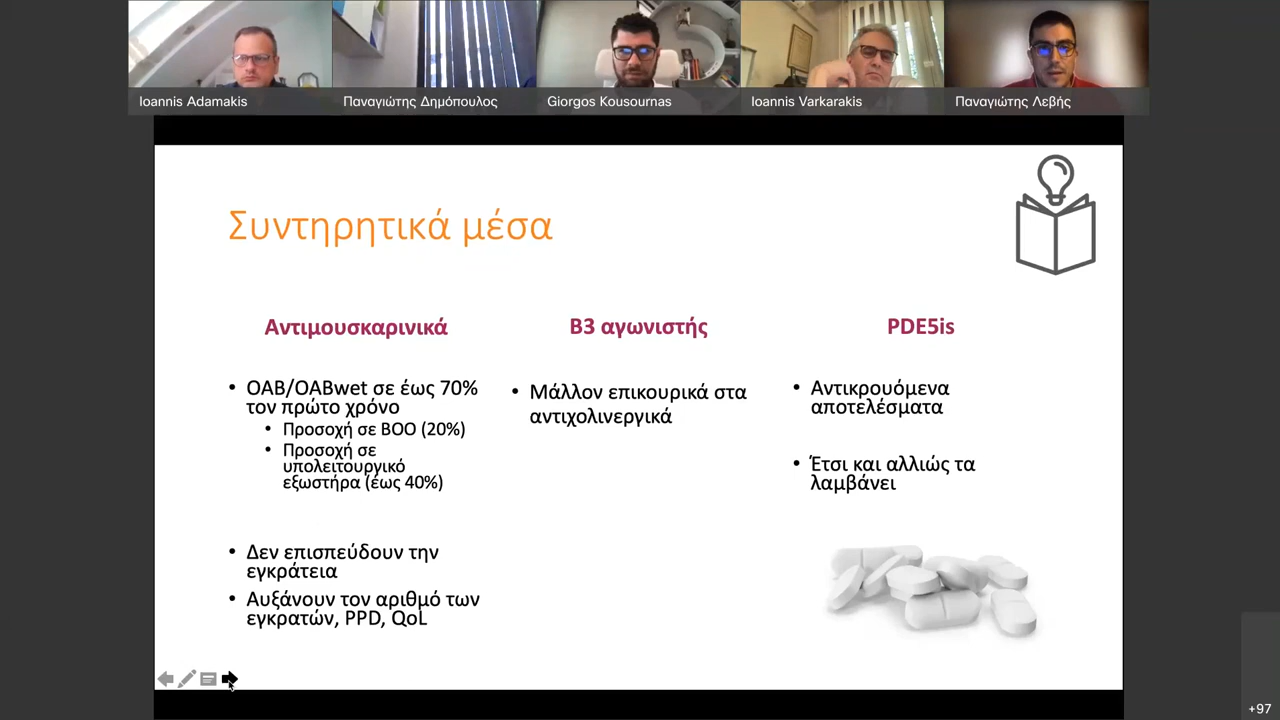 Ioannis Adamakis
Παναγιώτης Δημόπουλος
Giorgos Kousournas
Ioannis Varkarakis
Παναγιώτης Λεβής
Συντηρητικά μέσα
Αντιμουσκαρινικά
• OAB/OABwet σε έως 70%
τον πρώτο χρόνο
• Προσοχή σε BOO (20%)
• Προσοχή σε
υπολειτουργικό
εξωστήρα (έως 40%)
• Δεν επισπεύδουν την
εγκράτεια
• Αυξάνουν τον αριθμό των
εγκρατών, PPD, QoL
B3 αγωνιστής
• Μάλλον επικουρικά στα
αντιχολινεργικά
PDE5is
• Αντικρουόμενα
αποτελέσματα
• Έτσι και αλλιώς τα
λαμβάνει
+97